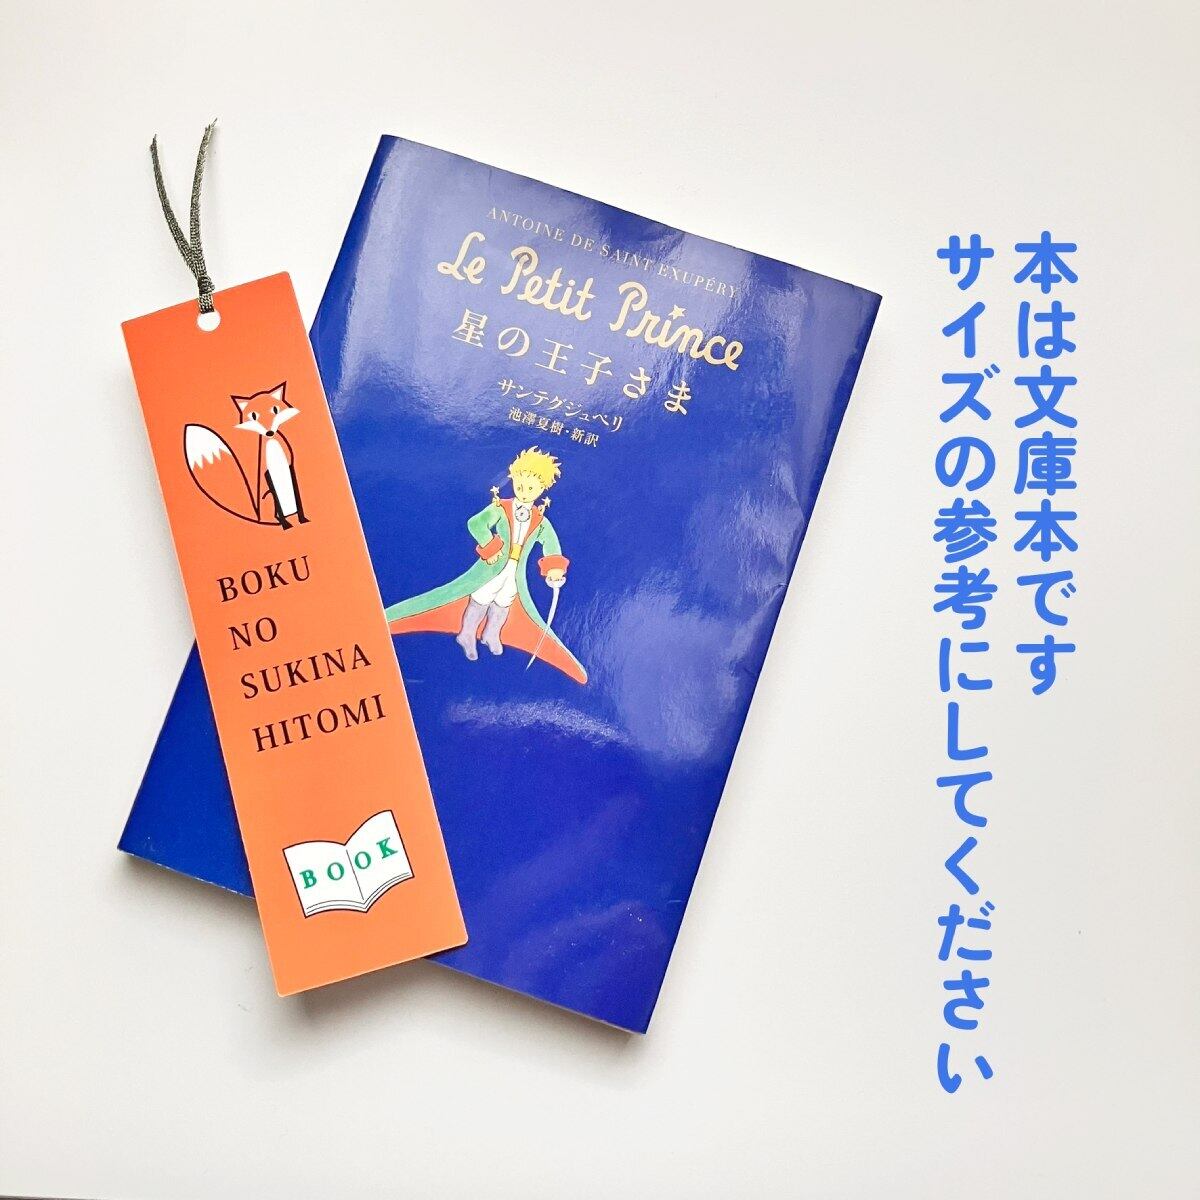 ANTOINE DE SAINT EXUPÉRY
Le Petit Prince
星の王子さま
サンテグジュペリ
池澤夏樹・新訳
BOKU
NO
SUKINA
HITOMI
BOOK
本は文庫本です
サイズの参考にしてください